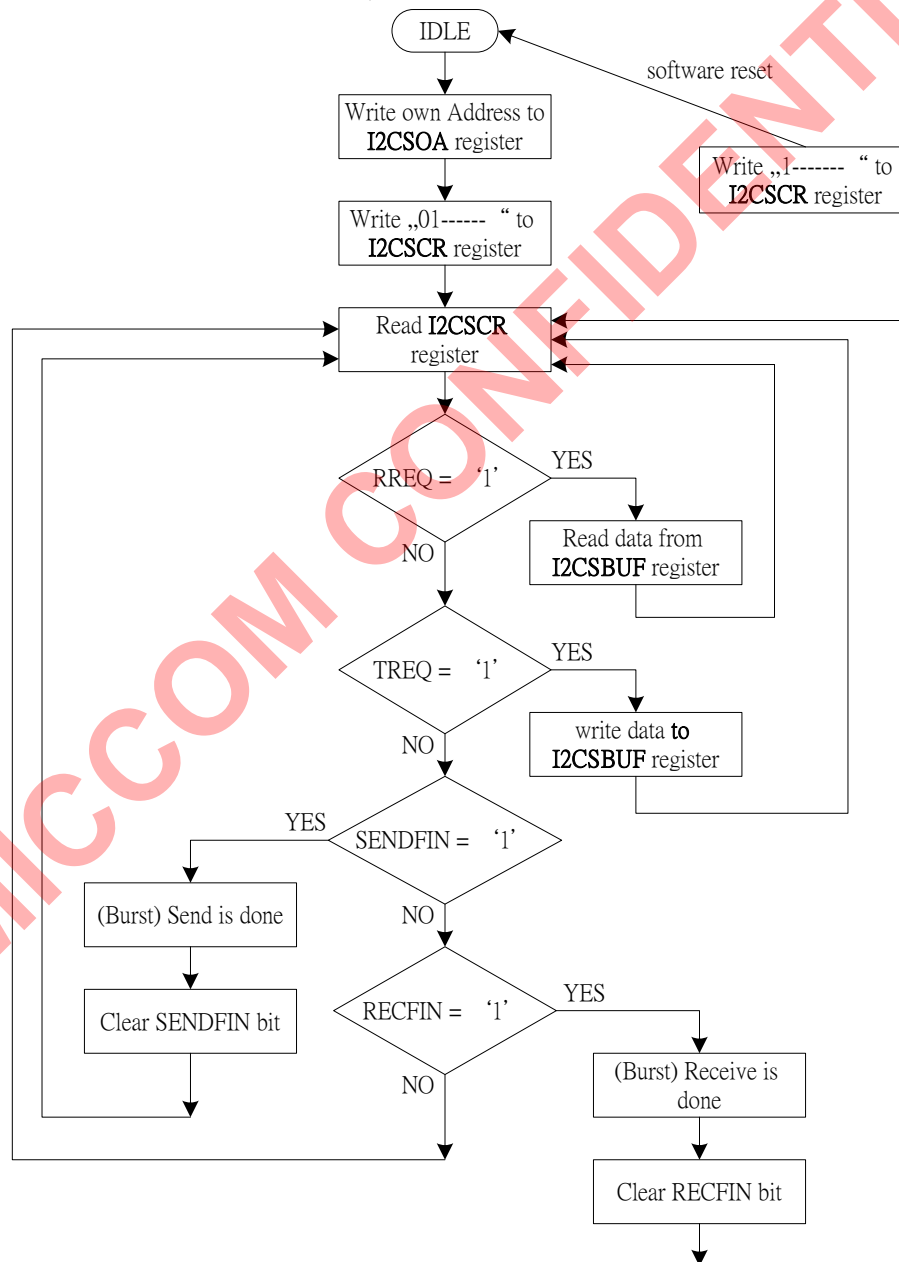 IDLE
software reset
Write own Address to
I2CSOA register
Write „1------- “ to
I2CSCR register
Write „01------ “ to
I2CSCR register
Read I2CSCR
register
RREQ = ‘1’
YES
NO
Read data from
I2CSBUF register
TREQ = ‘1’
YES
NO
write data to
I2CSBUF register
SENDFIN = ‘1’
YES
NO
(Burst) Send is done
Clear SENDFIN bit
RECFIN = ‘1’
YES
NO
(Burst) Receive is
done
Clear RECFIN bit
MICCOM CONFIDENTI